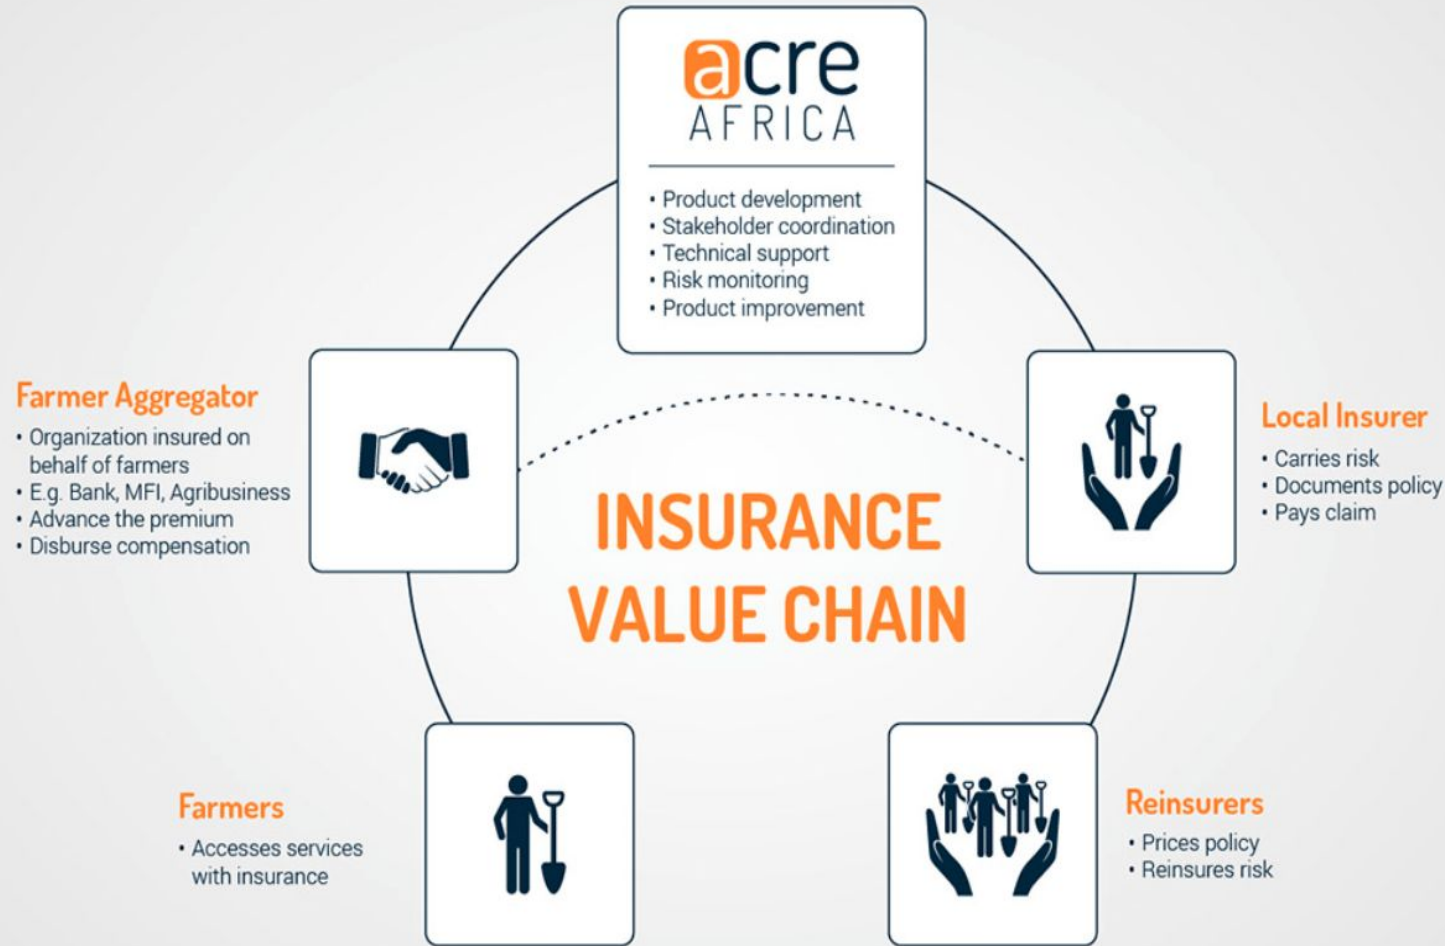 acre
AFRICA
• Product development
• Stakeholder coordination
• Technical support
• Risk monitoring
• Product improvement
Farmer Aggregator
• Organization insured on
behalf of farmers
• E.g. Bank, MFI, Agribusiness
• Advance the premium
• Disburse compensation
Local Insurer
• Carries risk
• Documents policy
• Pays claim
INSURANCE
VALUE CHAIN
Farmers
• Accesses services
with insurance
Reinsurers
• Prices policy
• Reinsures risk